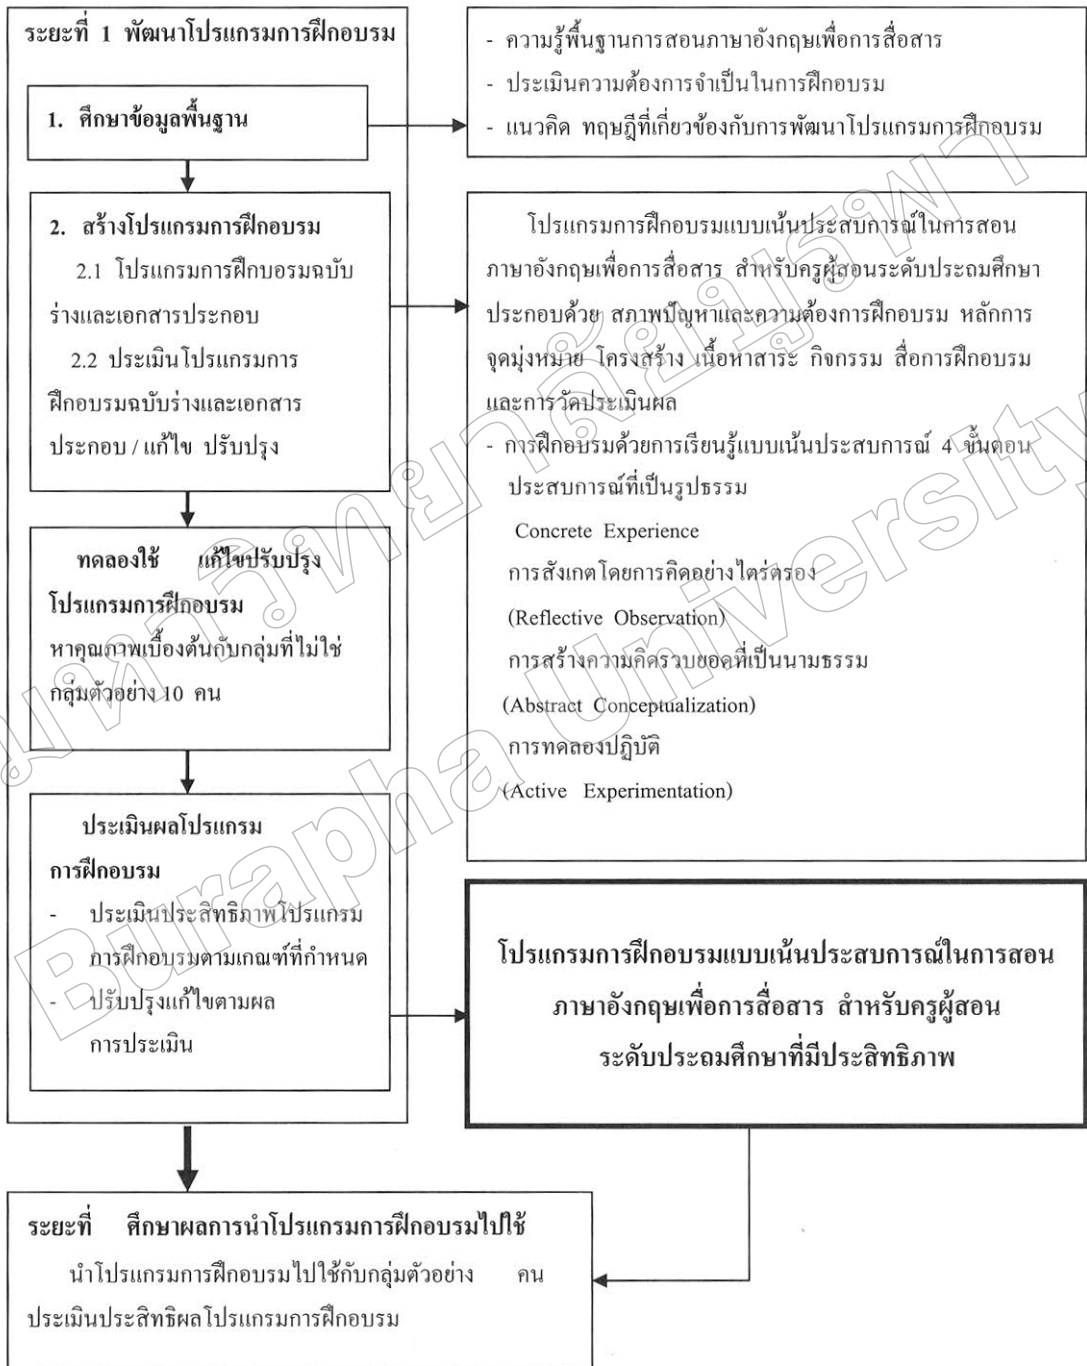 ระยะที่ 1 พัฒนาโปรแกรมการฝึกอบรม
1. ศึกษาข้อมูลพื้นฐาน
- ความรู้พื้นฐานการสอนภาษาอังกฤษเพื่อการสื่อสาร
- ประเมินความต้องการจำเป็นในการฝึกอบรม
- แนวคิด ทฤษฎีที่เกี่ยวข้องกับการพัฒนาโปรแกรมการฝึกอบรม
2. สร้างโปรแกรมการฝึกอบรม
2.1 โปรแกรมการฝึกบอรมฉบับ
ร่างและเอกสารประกอบ
2.2 ประเมินโปรแกรมการ
ฝึกอบรมฉบับร่างและเอกสาร
ประกอบ / แก้ไข ปรับปรุง
โปรแกรมการฝึกอบรมแบบเน้นประสบการณ์ในการสอน
ภาษาอังกฤษเพื่อการสื่อสาร สำหรับครูผู้สอนระดับประถมศึกษา
ประกอบด้วย สภาพปัญหาและความต้องการฝึกอบรม หลักการ
จุดมุ่งหมาย โครงสร้าง เนื้อหาสาระ กิจกรรม สื่อการฝึกอบรม
และการวัดประเมินผล
- การฝึกอบรมด้วยการเรียนรู้แบบเน้นประสบการณ์ 4 ขั้นตอน
ประสบการณ์ที่เป็นรูปธรรม
Concrete Experience
การสังเกตโดยการคิดอย่างไตร่ตรอง
(Reflective Observation)
การสร้างความคิดรวบยอดที่เป็นนามธรรม
(Abstract Conceptualization)
การทดลองปฏิบัติ
(Active Experimentation)
ทดลองใช้ แก้ไขปรับปรุง
โปรแกรมการฝึกอบรม
หาคุณภาพเบื้องต้นกับกลุ่มที่ไม่ใช่
กลุ่มตัวอย่าง 10 คน
ประเมินผลโปรแกรม
การฝึกอบรม
- ประเมินประสิทธิภาพโปรแกรม
การฝึกอบรมตามเกณฑ์ที่กำหนด
- ปรับปรุงแก้ไขตามผล
การประเมิน
โปรแกรมการฝึกอบรมแบบเน้นประสบการณ์ในการสอน
ภาษาอังกฤษเพื่อการสื่อสาร สำหรับครูผู้สอน
ระดับประถมศึกษาที่มีประสิทธิภาพ
ระยะที่ ศึกษาผลการนำโปรแกรมการฝึกอบรมไปใช้
นำโปรแกรมการฝึกอบรมไปใช้กับกลุ่มตัวอย่าง คน
ประเมินประสิทธิผลโปรแกรมการฝึกอบรม
มหาวิทยาลัยบูรพา
Burapha University